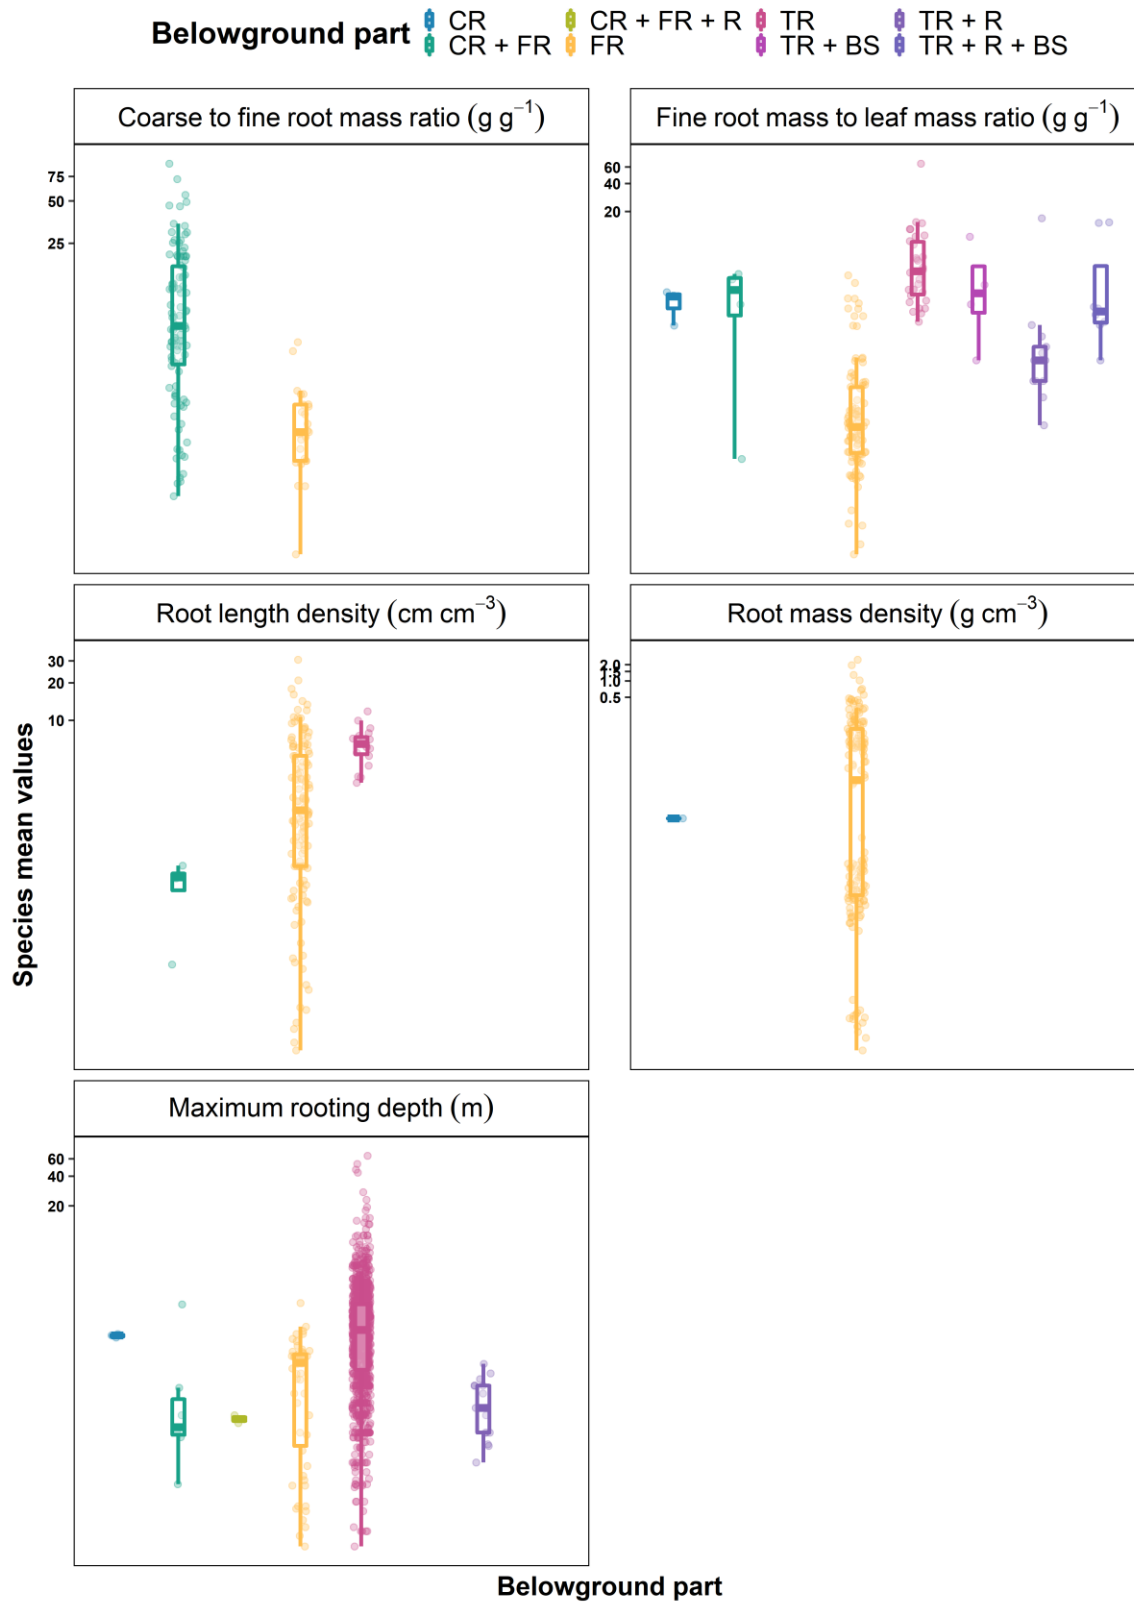 Belowground part CR CR + FR + R TR TR + R
CR + FR FR TR + BS TR + R + BS
Coarse to fine root mass ratio (g g⁻¹)
75
50
25
Fine root mass to leaf mass ratio (g g⁻¹)
60
40
20
Root length density (cm cm⁻³)
30
20
10
Root mass density (g cm⁻³)
2.0
1.0
0.5
Maximum rooting depth (m)
60
40
20
Species mean values
Belowground part